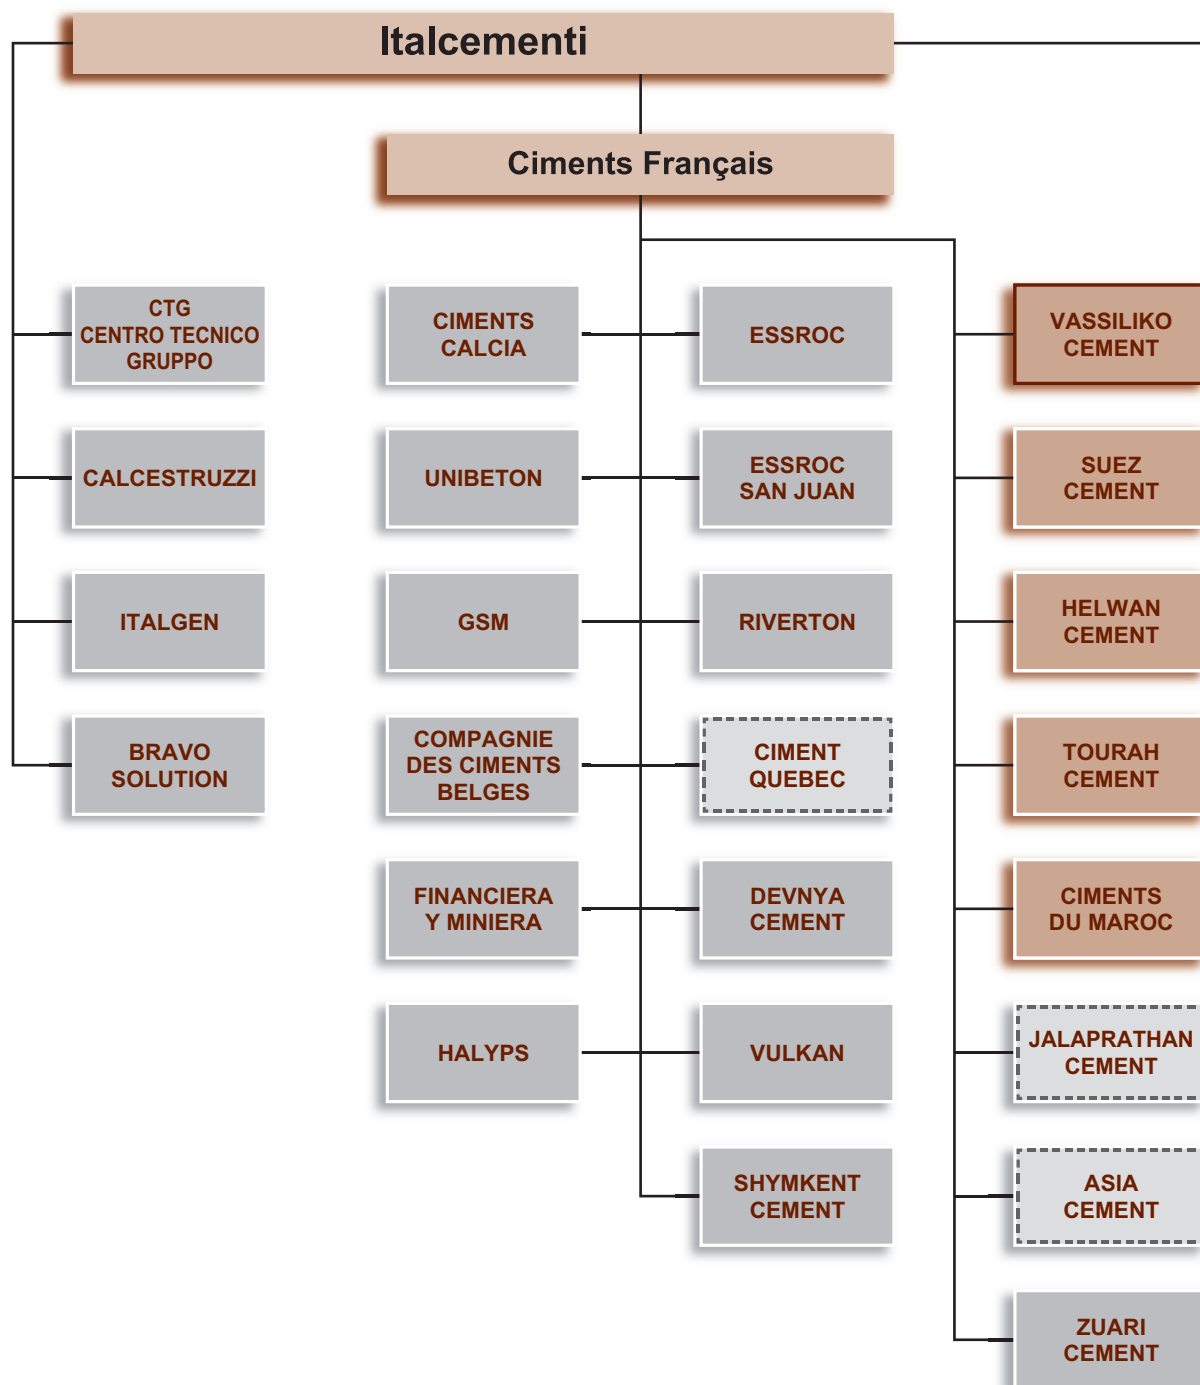 Italcementi
Ciments Français
CTG
CENTRO TECNICO
GRUPPO
CIMENTS
CALCIA
ESSROC
VASSILIKO
CEMENT
CALCESTRUZZI
UNIBETON
ESSROC
SAN JUAN
SUEZ
CEMENT
ITALGEN
GSM
RIVERTON
HELWAN
CEMENT
BRAVO
SOLUTION
COMPAGNIE
DES CIMENTS
BELGES
CIMENT
QUEBEC
TOURAH
CEMENT
FINANCIERA
Y MINIERA
DEVNYA
CEMENT
CIMENTS
DU MAROC
HALYPS
VULKAN
JALAPRATHAN
CEMENT
SHYMKENT
CEMENT
ASIA
CEMENT
ZUARI
CEMENT